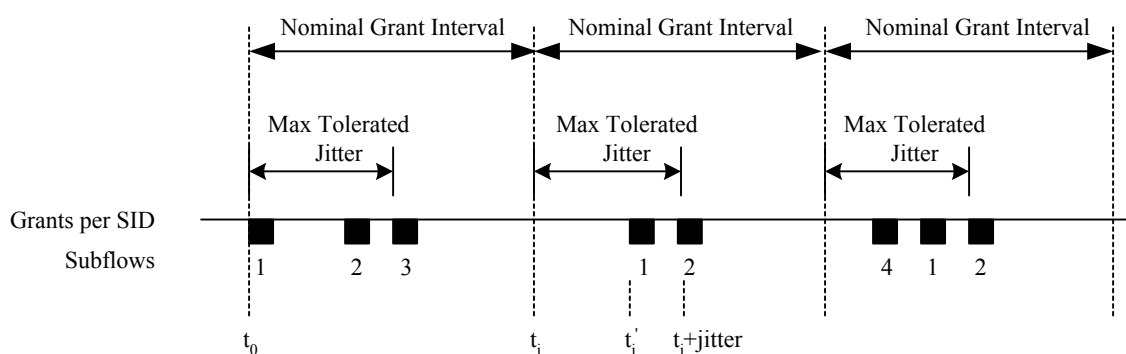 Nominal Grant Interval Nominal Grant Interval Nominal Grant Interval
Max Tolerated Jitter
Max Tolerated Jitter
Max Tolerated Jitter
Grants per SID
Subflows
1 2 3 1 2 4 1 2
t0 ti ti' ti+jitter